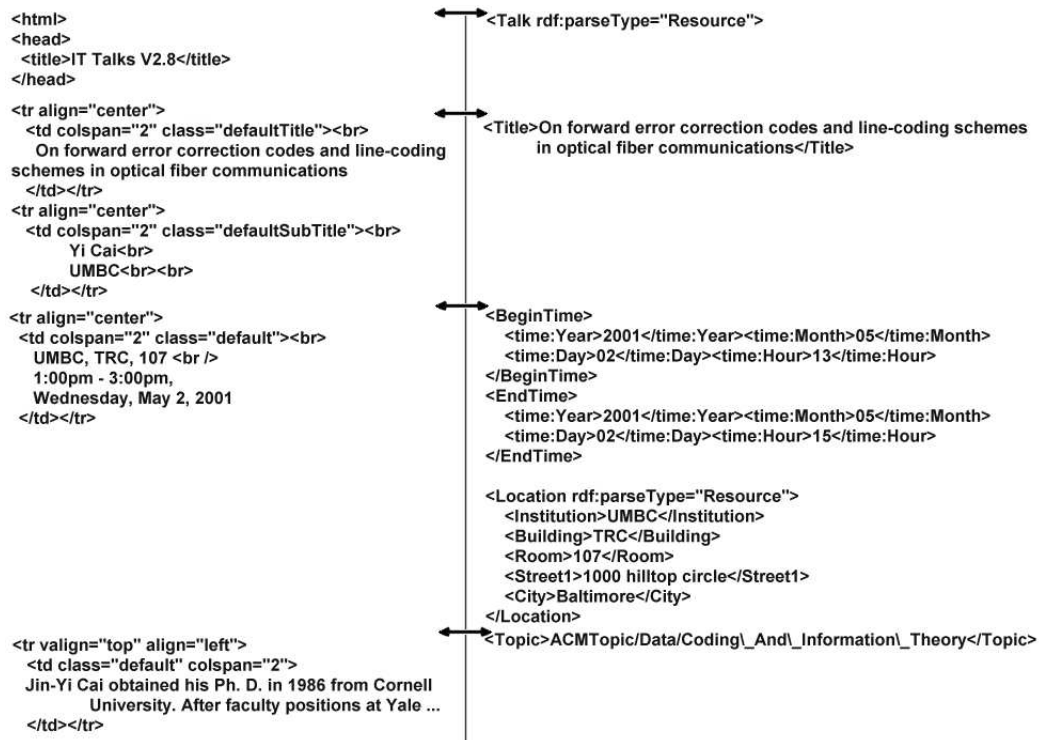 <html>
<head>
<title>IT Talks V2.8</title>
</head>
<tr align="center">
<td colspan="2" class="defaultTitle"><br>
On forward error correction codes and line-coding
schemes in optical fiber communications
</td></tr>
<tr align="center">
<td colspan="2" class="defaultSubTitle"><br>
Yi Cai<br>
UMBC<br><br>
</td></tr>
<tr align="center">
<td colspan="2" class="default"><br>
UMBC, TRC, 107 <br />
1:00pm - 3:00pm,
Wednesday, May 2, 2001
</td></tr>
<tr valign="top" align="left">
<td class="default" colspan="2">
Jin-Yi Cai obtained his Ph. D. in 1986 from Cornell
University. After faculty positions at Yale ...
</td></tr>
<Talk rdf:parseType="Resource">
<Title>On forward error correction codes and line-coding schemes
in optical fiber communications</Title>
<BeginTime>
<time:Year>2001</time:Year><time:Month>05</time:Month>
<time:Day>02</time:Day><time:Hour>13</time:Hour>
</BeginTime>
<EndTime>
<time:Year>2001</time:Year><time:Month>05</time:Month>
<time:Day>02</time:Day><time:Hour>15</time:Hour>
</EndTime>
<Location rdf:parseType="Resource">
<Institution>UMBC</Institution>
<Building>TRC</Building>
<Room>107</Room>
<Street1>1000 hilltop circle</Street1>
<City>Baltimore</City>
</Location>
<Topic>ACMTopic/Data/Coding\_And\_Information\_Theory</Topic>